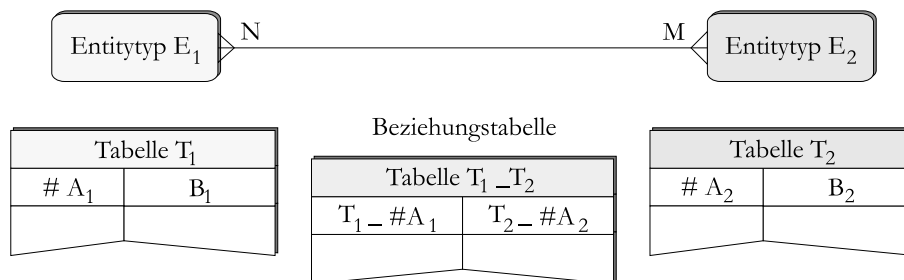 Entitytyp E1 N M Entitytyp E2
Beziehungstabelle
Tabelle T1 Tabelle T1_T2 Tabelle T2
# A1 B1 T1_#A1 T2_#A2 # A2 B2